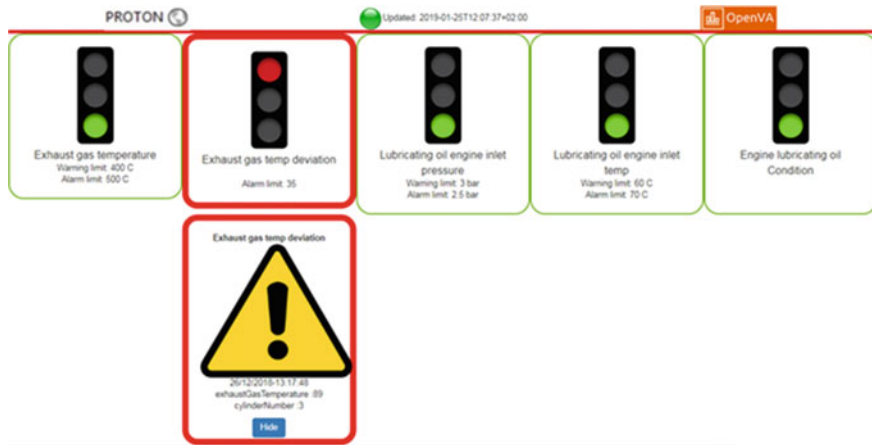 PROTON
Updated: 2019-01-25T12:07:37+02:00
OpenVA
Exhaust gas temperature
Warning limit: 400 C
Alarm limit: 500 C
Exhaust gas temp deviation
Alarm limit: 35
Lubricating oil engine inlet
pressure
Warning limit: 3 bar
Alarm limit: 2.5 bar
Lubricating oil engine inlet
temp
Warning limit: 60 C
Alarm limit: 70 C
Engine lubricating oil
Condition
Exhaust gas temp deviation
26/12/2018-13:17:48
exhaustGasTemperature :89
cylinderNumber :3
Hide